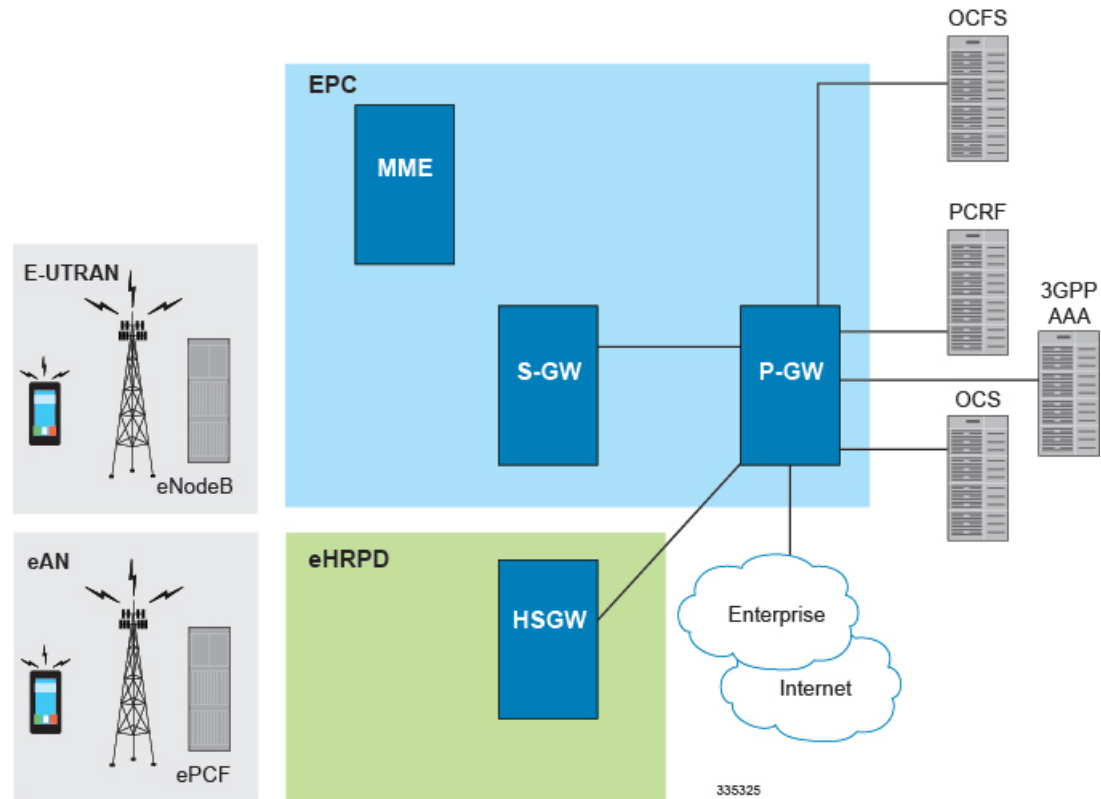 OCFS
EPC
MME
PCRF
E-UTRAN
3GPP
AAA
S-GW
P-GW
OCS
eNodeB
eAN
eHRPD
HSGW
Enterprise
Internet
ePCF
335325